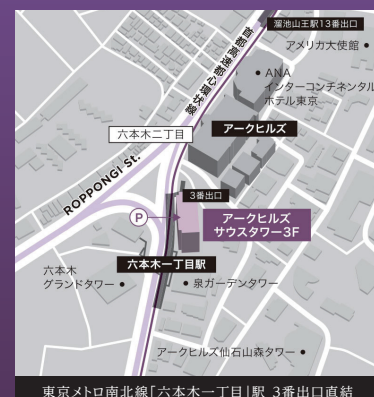 溜池山王駅13番出口
アメリカ大使館
首都高速都心環状線
ANA
インターコンチネンタル
ホテル東京
六本木二丁目
アークヒルズ
ROPPONGI St.
3番出口
P
アークヒルズ
サウスタワー3F
六本木一丁目駅
六本木
グランドタワー
泉ガーデンタワー
アークヒルズ仙石山森タワー
東京メトロ南北線「六本木一丁目」駅 3番出口直結